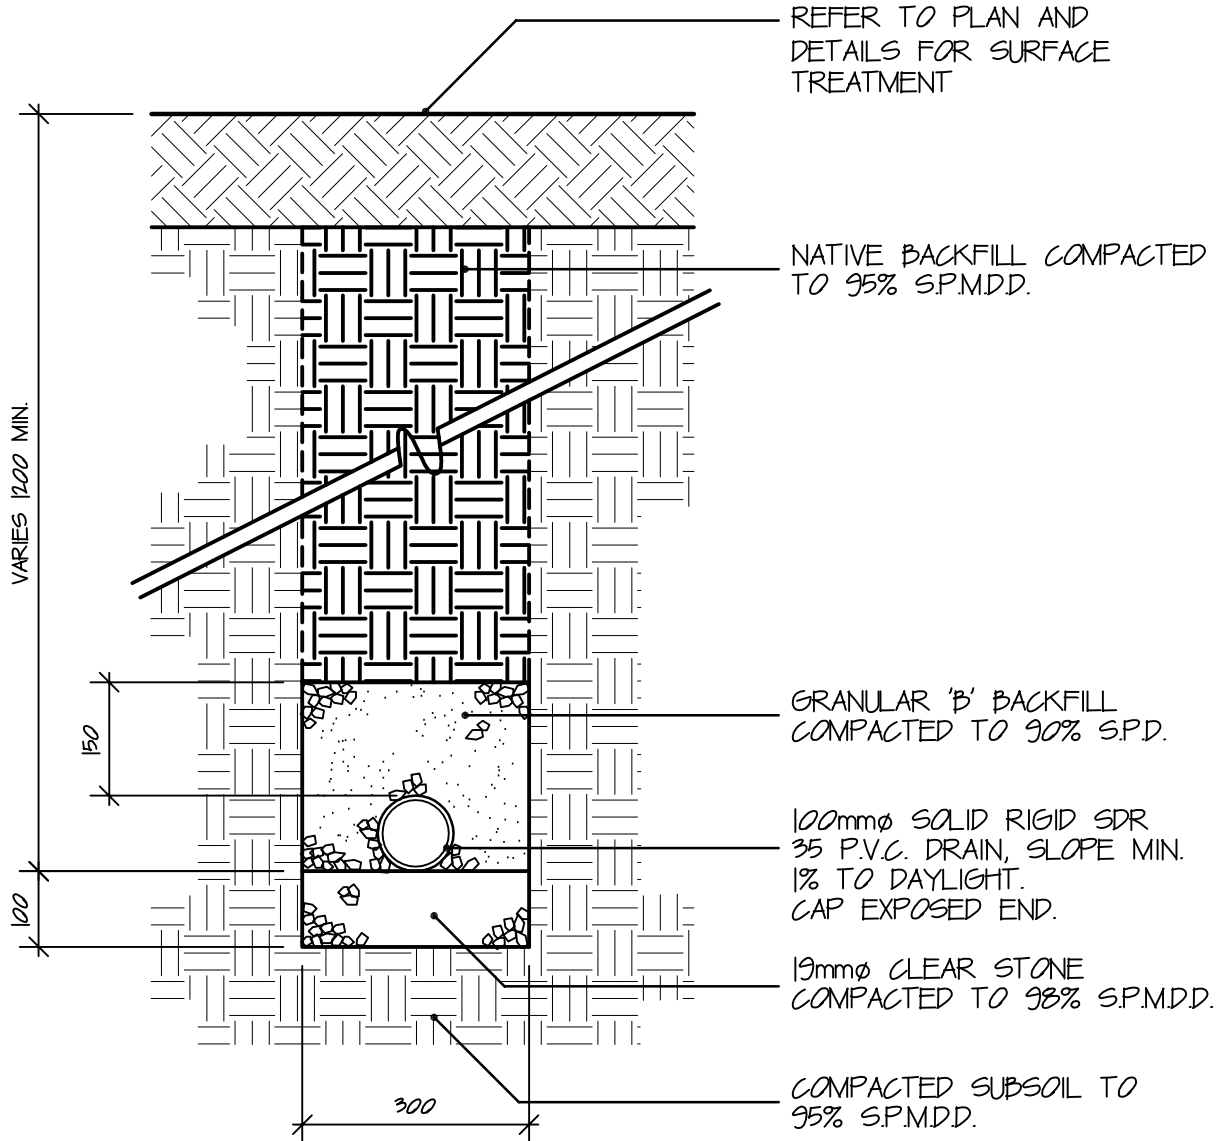 REFER TO PLAN AND
DETAILS FOR SURFACE
TREATMENT
NATIVE BACKFILL COMPACTED
TO 95% S.P.M.D.D.
VARIES 1200 MIN.
GRANULAR 'B' BACKFILL
COMPACTED TO 90% S.P.D.
150
100mmø SOLID RIGID SDR
35 P.V.C. DRAIN, SLOPE MIN.
1% TO DAYLIGHT.
CAP EXPOSED END.
100
19mmø CLEAR STONE
COMPACTED TO 98% S.P.M.D.D.
COMPACTED SUBSOIL TO
95% S.P.M.D.D.
300